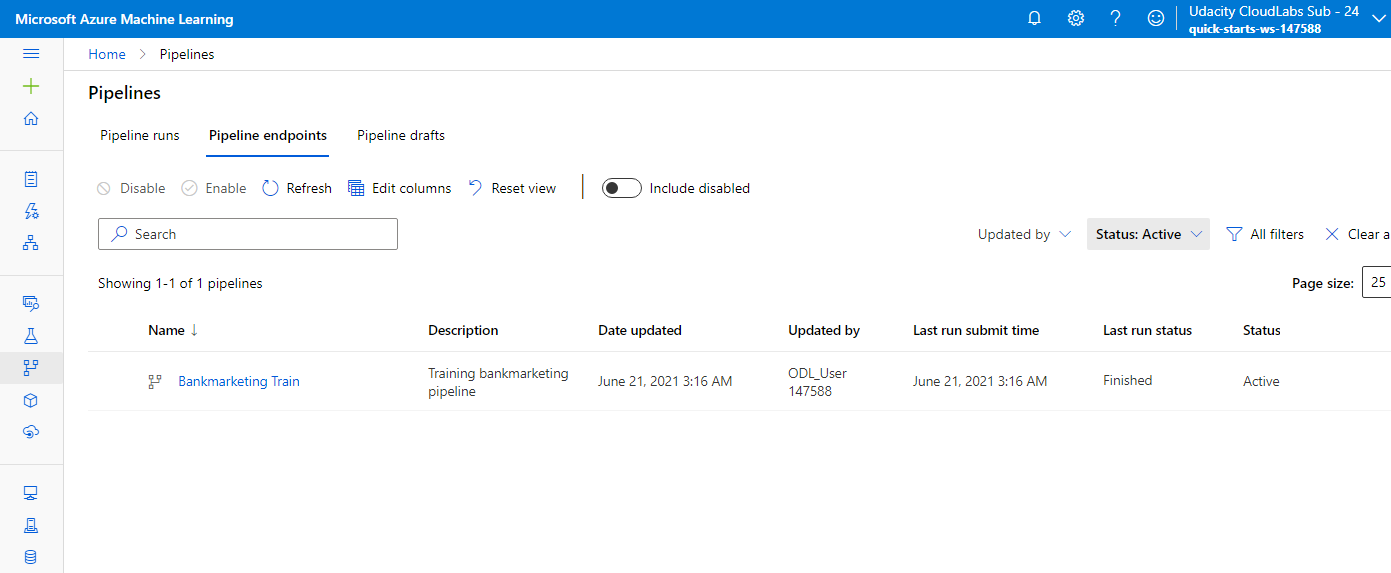 Microsoft Azure Machine Learning
Udacity CloudLabs Sub - 24
quick-starts-ws-147588
Home > Pipelines
Pipelines
Pipeline runs Pipeline endpoints Pipeline drafts
Disable Enable Refresh Edit columns Reset view Include disabled
Search Updated by Status: Active All filters Clear a
Showing 1-1 of 1 pipelines Page size: 25
Name ↓ Description Date updated Updated by Last run submit time Last run status Status
Bankmarketing Train Training bankmarketing pipeline June 21, 2021 3:16 AM ODL_User 147588 June 21, 2021 3:16 AM Finished Active